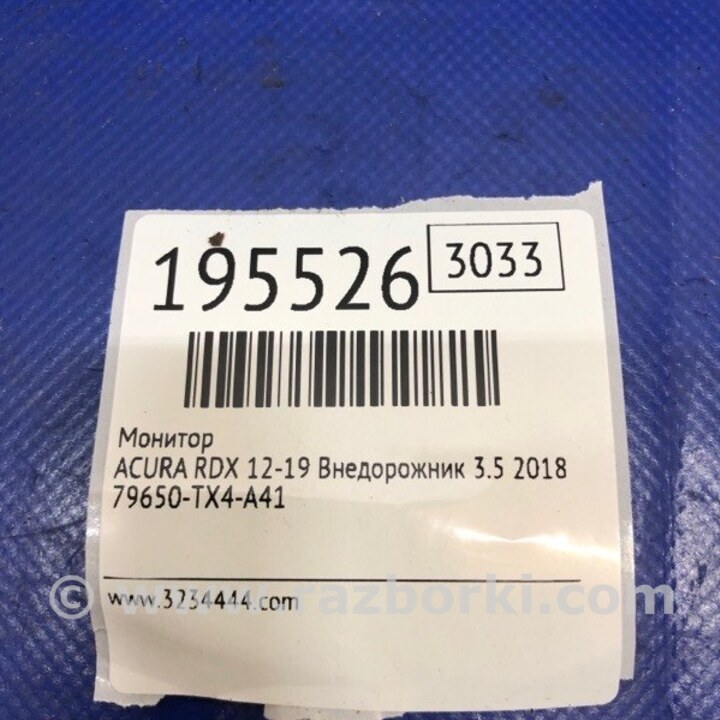 195526
3033
Монитор
ACURA RDX 12-19 Внедорожник 3.5 2018
79650-TX4-A41
www.3234444.com
© www.razborki.com